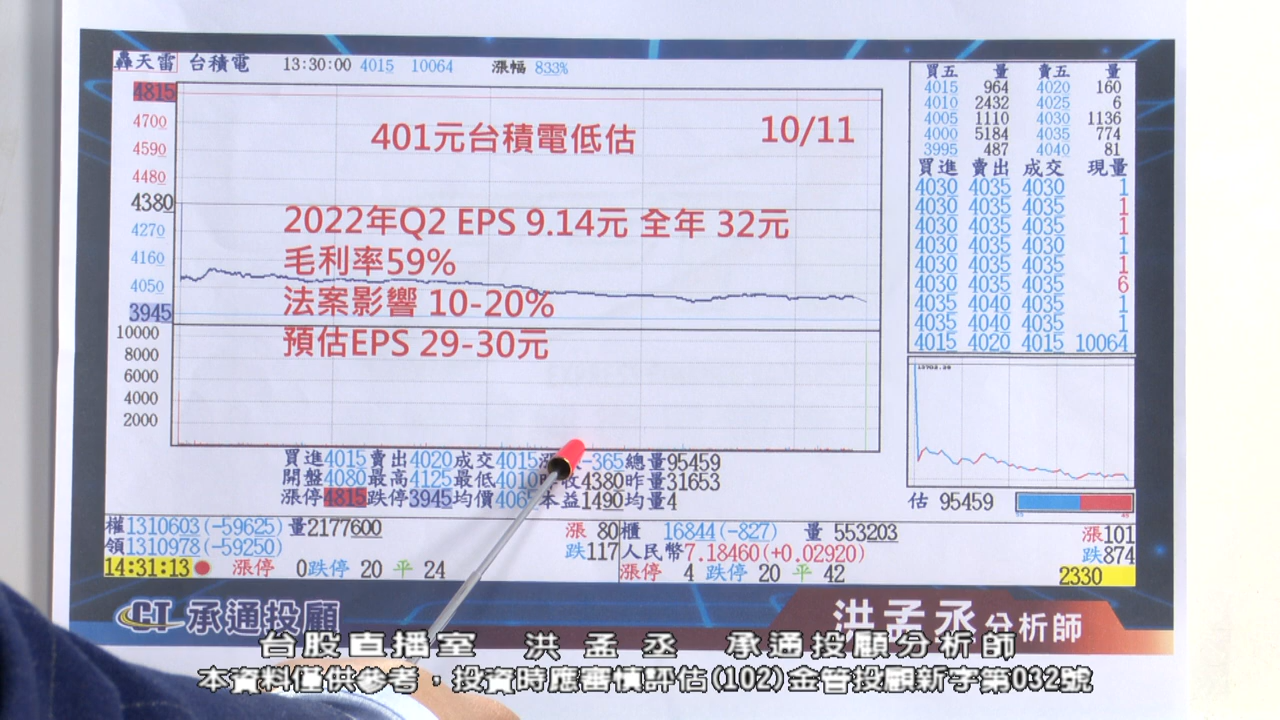 轟天雷 台積電 13:30:00 4015 10064 漲幅 833%
4815
4700
4590
4480
4380
4270
4160
4050
3945
10000
8000
6000
4000
2000
401元台積電低估 10/11
2022年Q2 EPS 9.14元 全年 32元
毛利率59%
法案影響 10-20%
預估EPS 29-30元
買五 量 賣五 量
4015 964 4020 160
4010 2432 4025 6
4005 1110 4030 1136
4000 5184 4035 774
3995 487 4040 81
買進 賣出 成交 現量
4030 4035 4030 1
4030 4035 4035 1
4030 4035 4035 1
4030 4035 4030 1
4030 4035 4035 1
4030 4035 4035 6
4035 4040 4035 1
4035 4040 4035 1
4015 4020 4015 10064
買進4015賣出4020成交4015漲 -365總量95459
開盤4080最高4125最低4010 收4380昨量31653
漲停4815跌停3945均價4065本益1490均量4
估 95459
權1310603(-59625)量2177600 漲 80
領1310978(-59250) 跌117
14:31:13 漲停 0跌停 20 平 24
櫃 16844(-827) 量 553203 漲101
人民幣7.18460(+0.02920) 跌874
漲停 4 跌停 20 平 42 2330
CT 承通投顧
洪孟丞分析師
台股直播室 洪孟丞 承通投顧分析師
本資料僅供參考，投資時應審慎評估(102)金管投顧新字第032號